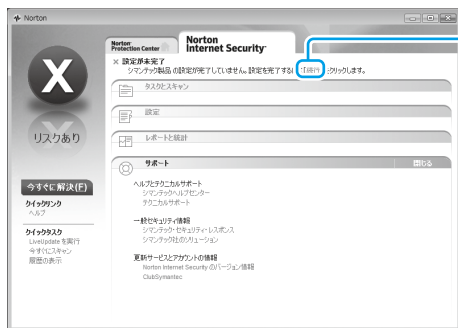 Norton
Norton
Protection Center
Norton
Internet Security
設定が未完了
シマンテック製品の設定が完了していません。設定を完了するには[続行]をクリックします。
タスクとスキャン
設定
レポートと統計
サポート
閉じる
ヘルプとテクニカルサポート
シマンテックヘルプセンター
テクニカルサポート
一般セキュリティ情報
シマンテック・セキュリティ・レスポンス
シマンテック社のソリューション
更新サービスとアカウントの情報
Norton Internet Security のバージョン情報
ClubSymantec
X
リスクあり
今すぐに解決(F)
クイックリンク
ヘルプ
クイックタスク
LiveUpdate を実行
今すぐにスキャン
履歴の表示